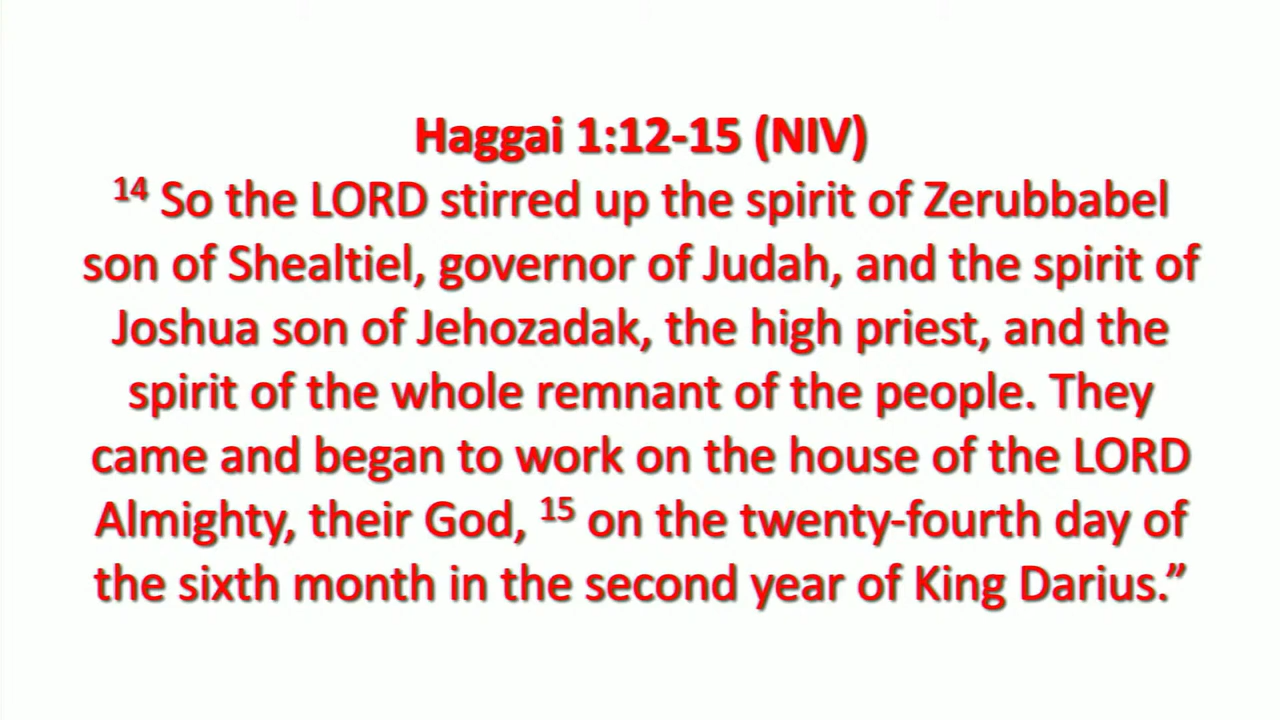 Haggai 1:12-15 (NIV)
14 So the LORD stirred up the spirit of Zerubbabel
son of Shealtiel, governor of Judah, and the spirit of
Joshua son of Jehozadak, the high priest, and the
spirit of the whole remnant of the people. They
came and began to work on the house of the LORD
Almighty, their God, 15 on the twenty-fourth day of
the sixth month in the second year of King Darius.”